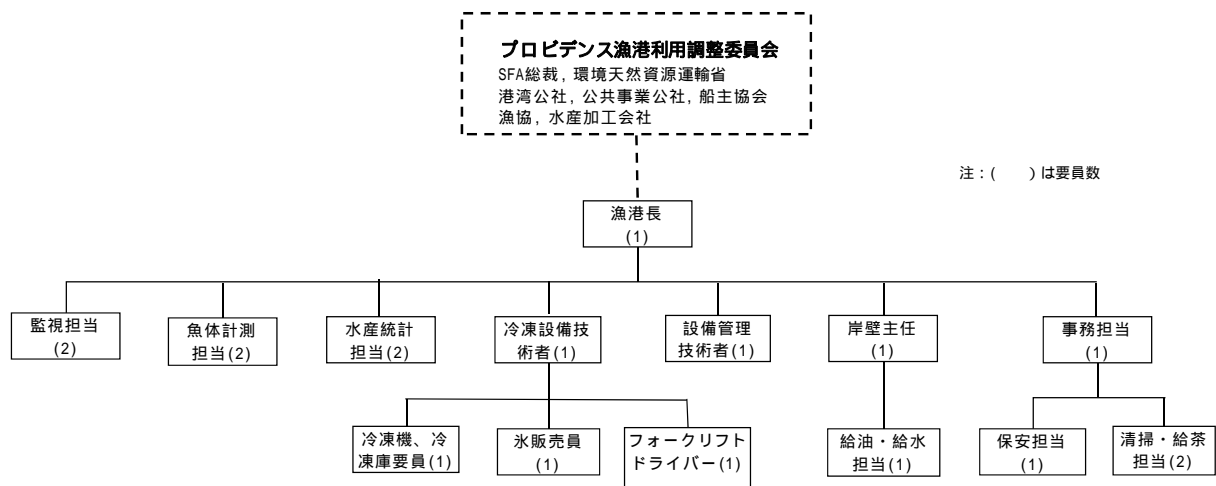 プロビデンス漁港利用調整委員会
SFA総裁, 環境天然資源運輸省
港湾公社, 公共事業公社, 船主協会
漁協, 水産加工会社
注：(　　)は要員数
漁港長
(1)
監視担当
(2)
魚体計測
担当(2)
水産統計
担当(2)
冷凍設備技
術者(1)
設備管理
技術者(1)
岸壁主任
(1)
事務担当
(1)
冷凍機、冷
凍庫要員(1)
氷販売員
(1)
フォークリフト
ドライバー(1)
給油・給水
担当(1)
保安担当
(1)
清掃・給茶
担当(2)